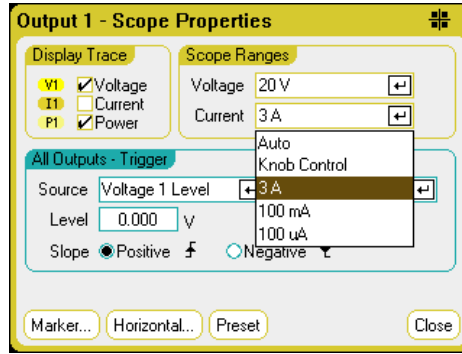 Output 1 - Scope Properties
Display Trace
Scope Ranges
V1 Voltage
I1 Current
P1 Power
Voltage 20 V
Current 3 A
Auto
Knob Control
3 A
100 mA
100 uA
All Outputs - Trigger
Source Voltage 1 Level
Level 0.000 V
Slope Positive Negative
Marker... Horizontal... Preset Close